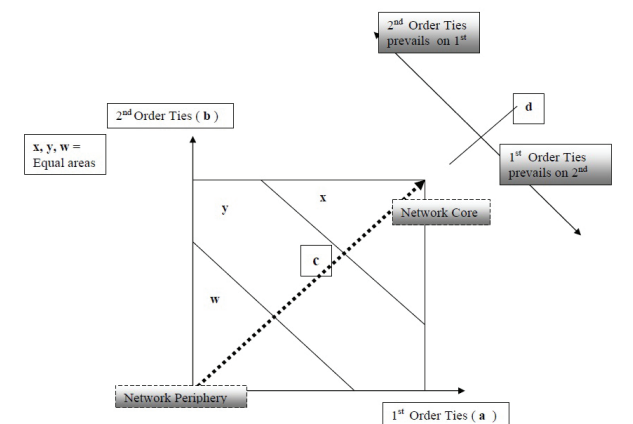 2nd Order Ties
prevails on 1st
d
2nd Order Ties ( b )
x, y, w =
Equal areas
1st Order Ties
prevails on 2nd
x
y
Network Core
c
w
Network Periphery
1st Order Ties ( a )